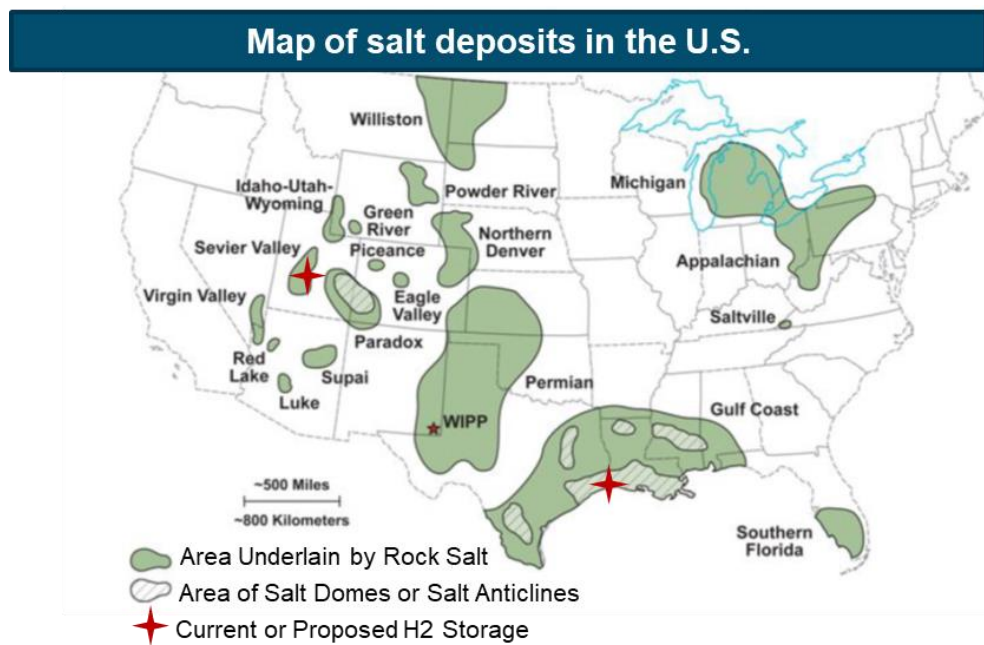 Map of salt deposits in the U.S.
Williston
Michigan
Idaho-Utah-
Wyoming
Powder River
Green
River
Sevier Valley
Piceance
Northern
Denver
Appalachian
Virgin Valley
Eagle
Valley
Saltville
Paradox
Red
Lake
Supai
Permian
Luke
Gulf Coast
WIPP
~500 Miles
~800 Kilometers
Southern
Florida
Area Underlain by Rock Salt
Area of Salt Domes or Salt Anticlines
Current or Proposed H2 Storage